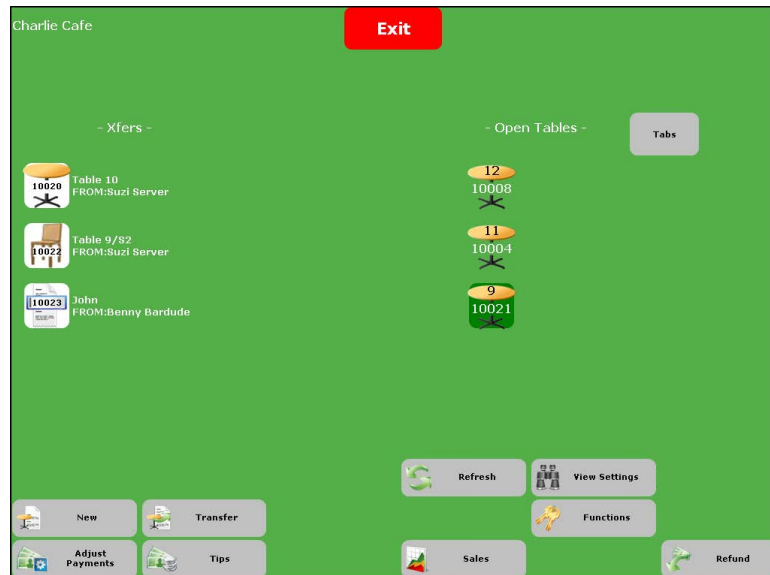 Charlie Cafe
Exit
- Xfers -
- Open Tables -
Tabs
10020
Table 10
FROM:Suzi Server
12
10008
10022
Table 9/S2
FROM:Suzi Server
11
10004
10023
John
FROM:Benny Bardude
9
10021
Refresh
View Settings
New
Transfer
Functions
Adjust
Payments
Tips
Sales
Refund